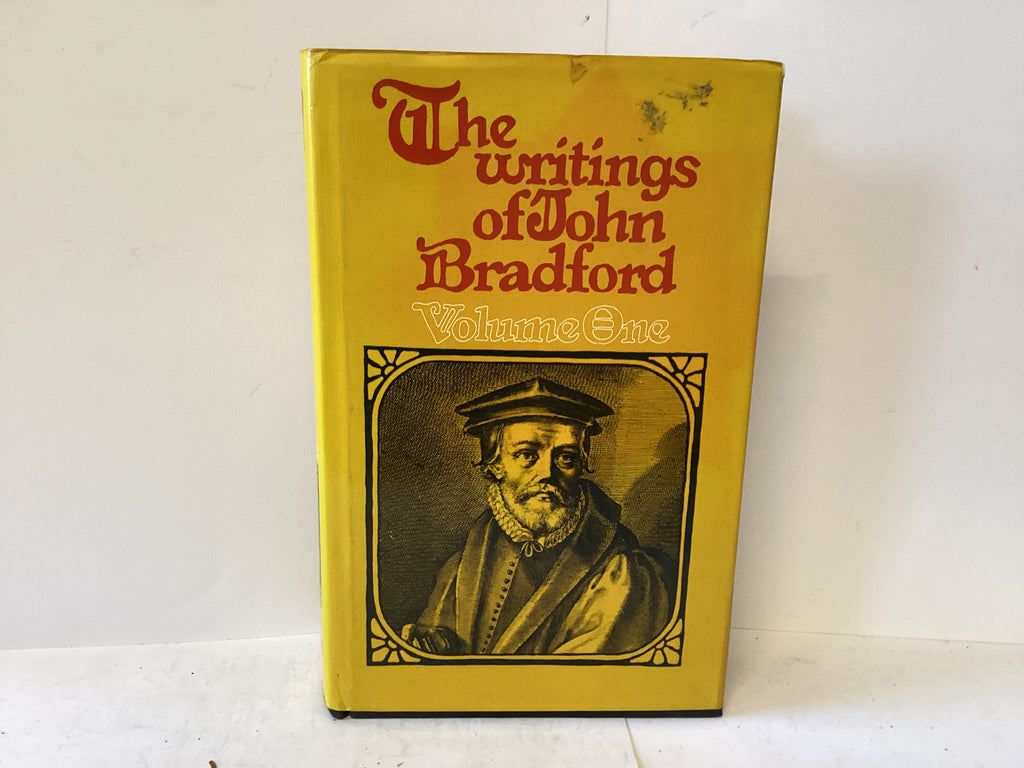 The
writings
of John
Bradford
Volume One